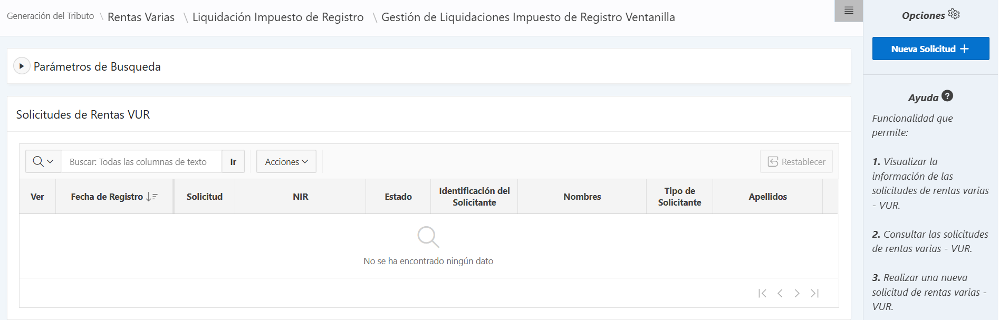 Generación del Tributo \ Rentas Varias \ Liquidación Impuesto de Registro \ Gestión de Liquidaciones Impuesto de Registro Ventanilla
Parámetros de Busqueda
Solicitudes de Rentas VUR
Buscar: Todas las columnas de texto
Ir
Acciones
Restablecer
Ver
Fecha de Registro
Solicitud
NIR
Estado
Identificación del
Solicitante
Nombres
Tipo de
Solicitante
Apellidos
No se ha encontrado ningún dato
Opciones
Nueva Solicitud +
Ayuda ?
Funcionalidad que
permite:
1. Visualizar la
información de las
solicitudes de rentas varias
- VUR.
2. Consultar las solicitudes
de rentas varias - VUR.
3. Realizar una nueva
solicitud de rentas varias -
VUR.